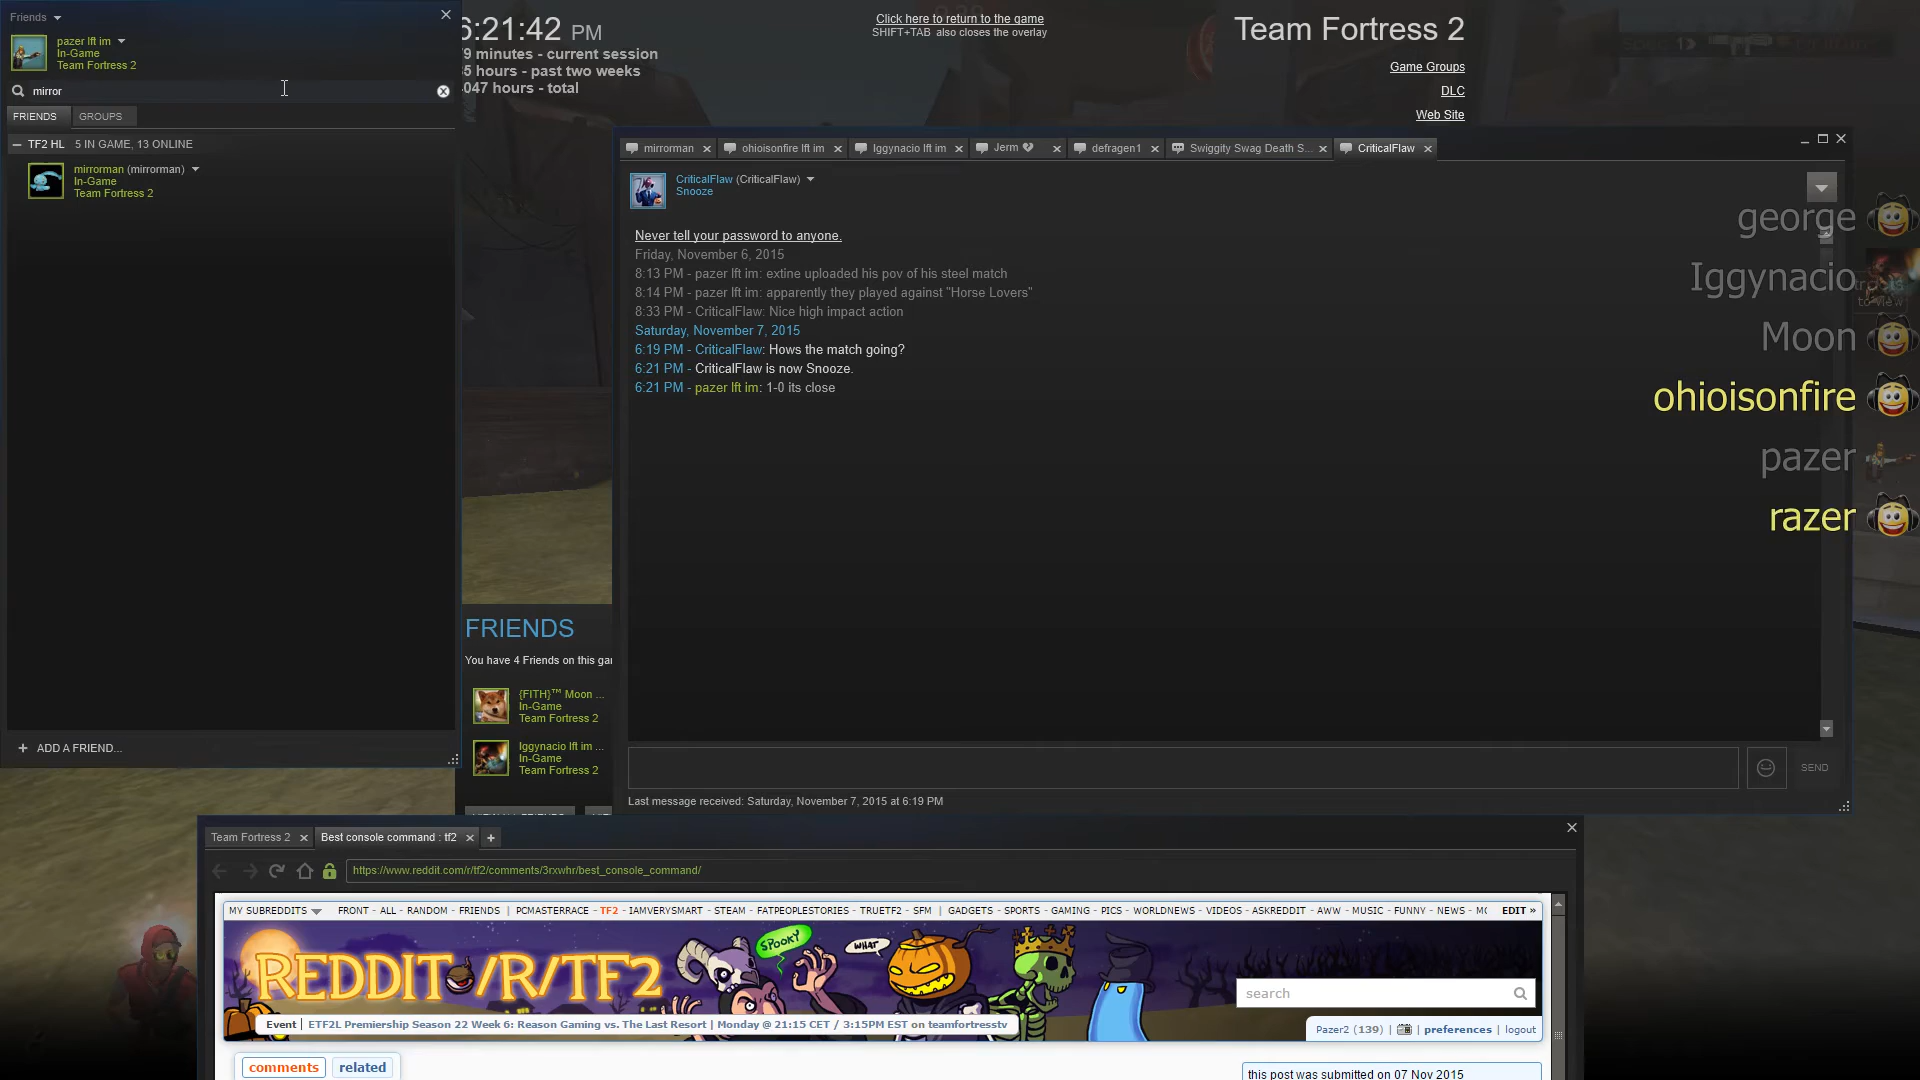 Friends
pazer lft im
In-Game
Team Fortress 2
mirror
FRIENDS GROUPS
TF2 HL 5 IN GAME, 13 ONLINE
mirrorman (mirrorman)
In-Game
Team Fortress 2
+ ADD A FRIEND...
6:21:42 PM
79 minutes - current session
hours - past two weeks
hours - total
Click here to return to the game
SHIFT+TAB also closes the overlay
Team Fortress 2
Game Groups
DLC
Web Site
mirrorman ohioisonfire lft im Iggynacio lft im Jerm defragen1 Swiggity Swag Death S... CriticalFlaw
CriticalFlaw (CriticalFlaw)
Snooze
Never tell your password to anyone.
Friday, November 6, 2015
8:13 PM - pazer lft im: extine uploaded his pov of his steel match
8:14 PM - pazer lft im: apparently they played against "Horse Lovers"
8:33 PM - CriticalFlaw: Nice high impact action
Saturday, November 7, 2015
6:19 PM - CriticalFlaw: Hows the match going?
6:21 PM - CriticalFlaw is now Snooze.
6:21 PM - pazer lft im: 1-0 its close
SEND
Last message received: Saturday, November 7, 2015 at 6:19 PM
george
Iggynacio
to view
Moon
ohioisonfire
pazer
razer
FRIENDS
You have 4 Friends on this
{FITH}™ Moon ...
In-Game
Team Fortress 2
Iggynacio lft im ...
In-Game
Team Fortress 2
Team Fortress 2 Best console command : tf2 +
https://www.reddit.com/r/tf2/comments/3rxwhr/best_console_command/
MY SUBREDDITS FRONT - ALL - RANDOM - FRIENDS | PCMASTERRACE - TF2 - IAMVERYSMART - STEAM - FATPEOPLESTORIES - TRUETF2 - SFM | GADGETS - SPORTS - GAMING - PICS - WORLDNEWS - VIDEOS - ASKREDDIT - AWW - MUSIC - FUNNY - NEWS - EDIT »
SPOOKY
WHAT
REDDIT /R/TF2
search
Event | ETF2L Premiership Season 22 Week 6: Reason Gaming vs. The Last Resort | Monday @ 21:15 CET / 3:15PM EST on teamfortresstv
Pazer2 (139) | | preferences | logout
comments related
this post was submitted on 07 Nov 2015